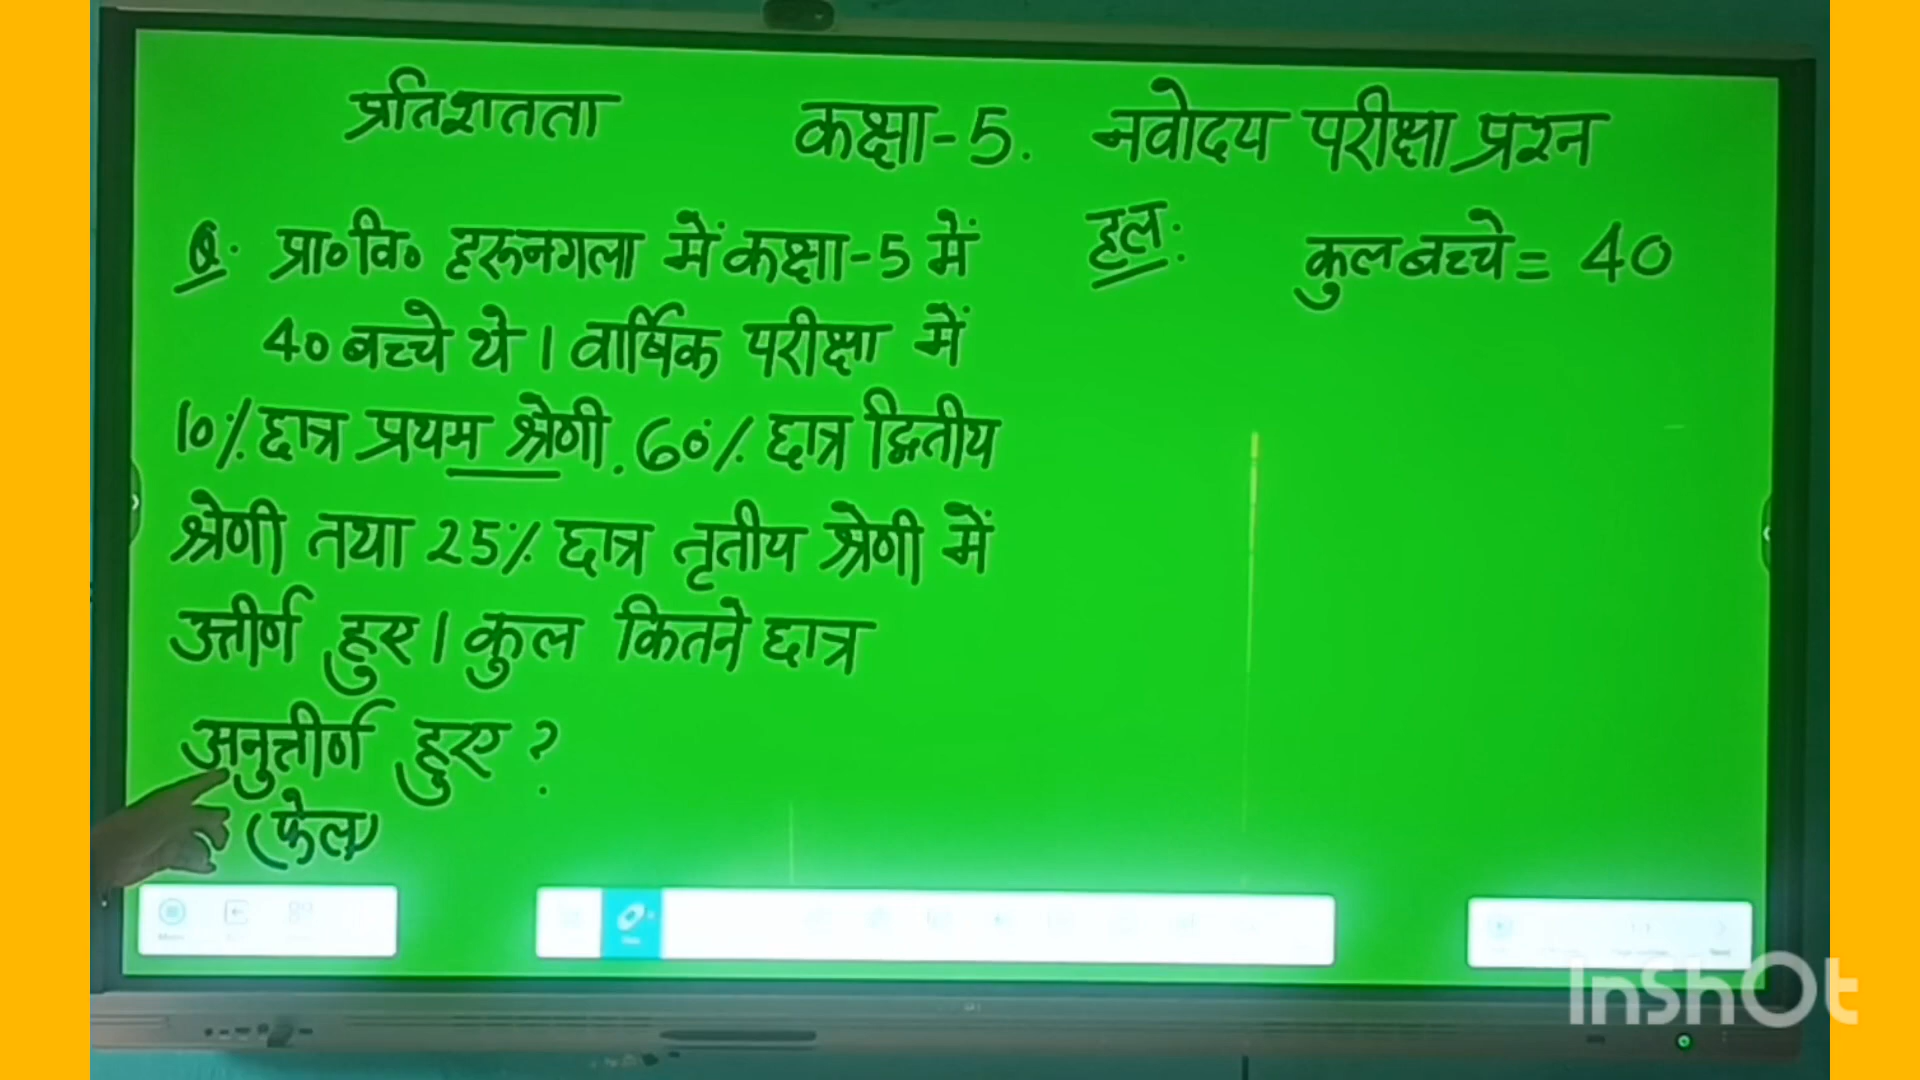 प्रतिशतता कक्षा-5. नवोदय परीक्षा प्रश्न
Q. प्रा०वि० हरुनगला में कक्षा-5 में
40 बच्चे थे। वार्षिक परीक्षा में
10% छात्र प्रथम श्रेणी. 60% छात्र द्वितीय
श्रेणी तथा 25% छात्र तृतीय श्रेणी में
उत्तीर्ण हुए। कुल कितने छात्र
अनुत्तीर्ण हुए?
(फेल)
हल: कुल बच्चे = 40
InShOt